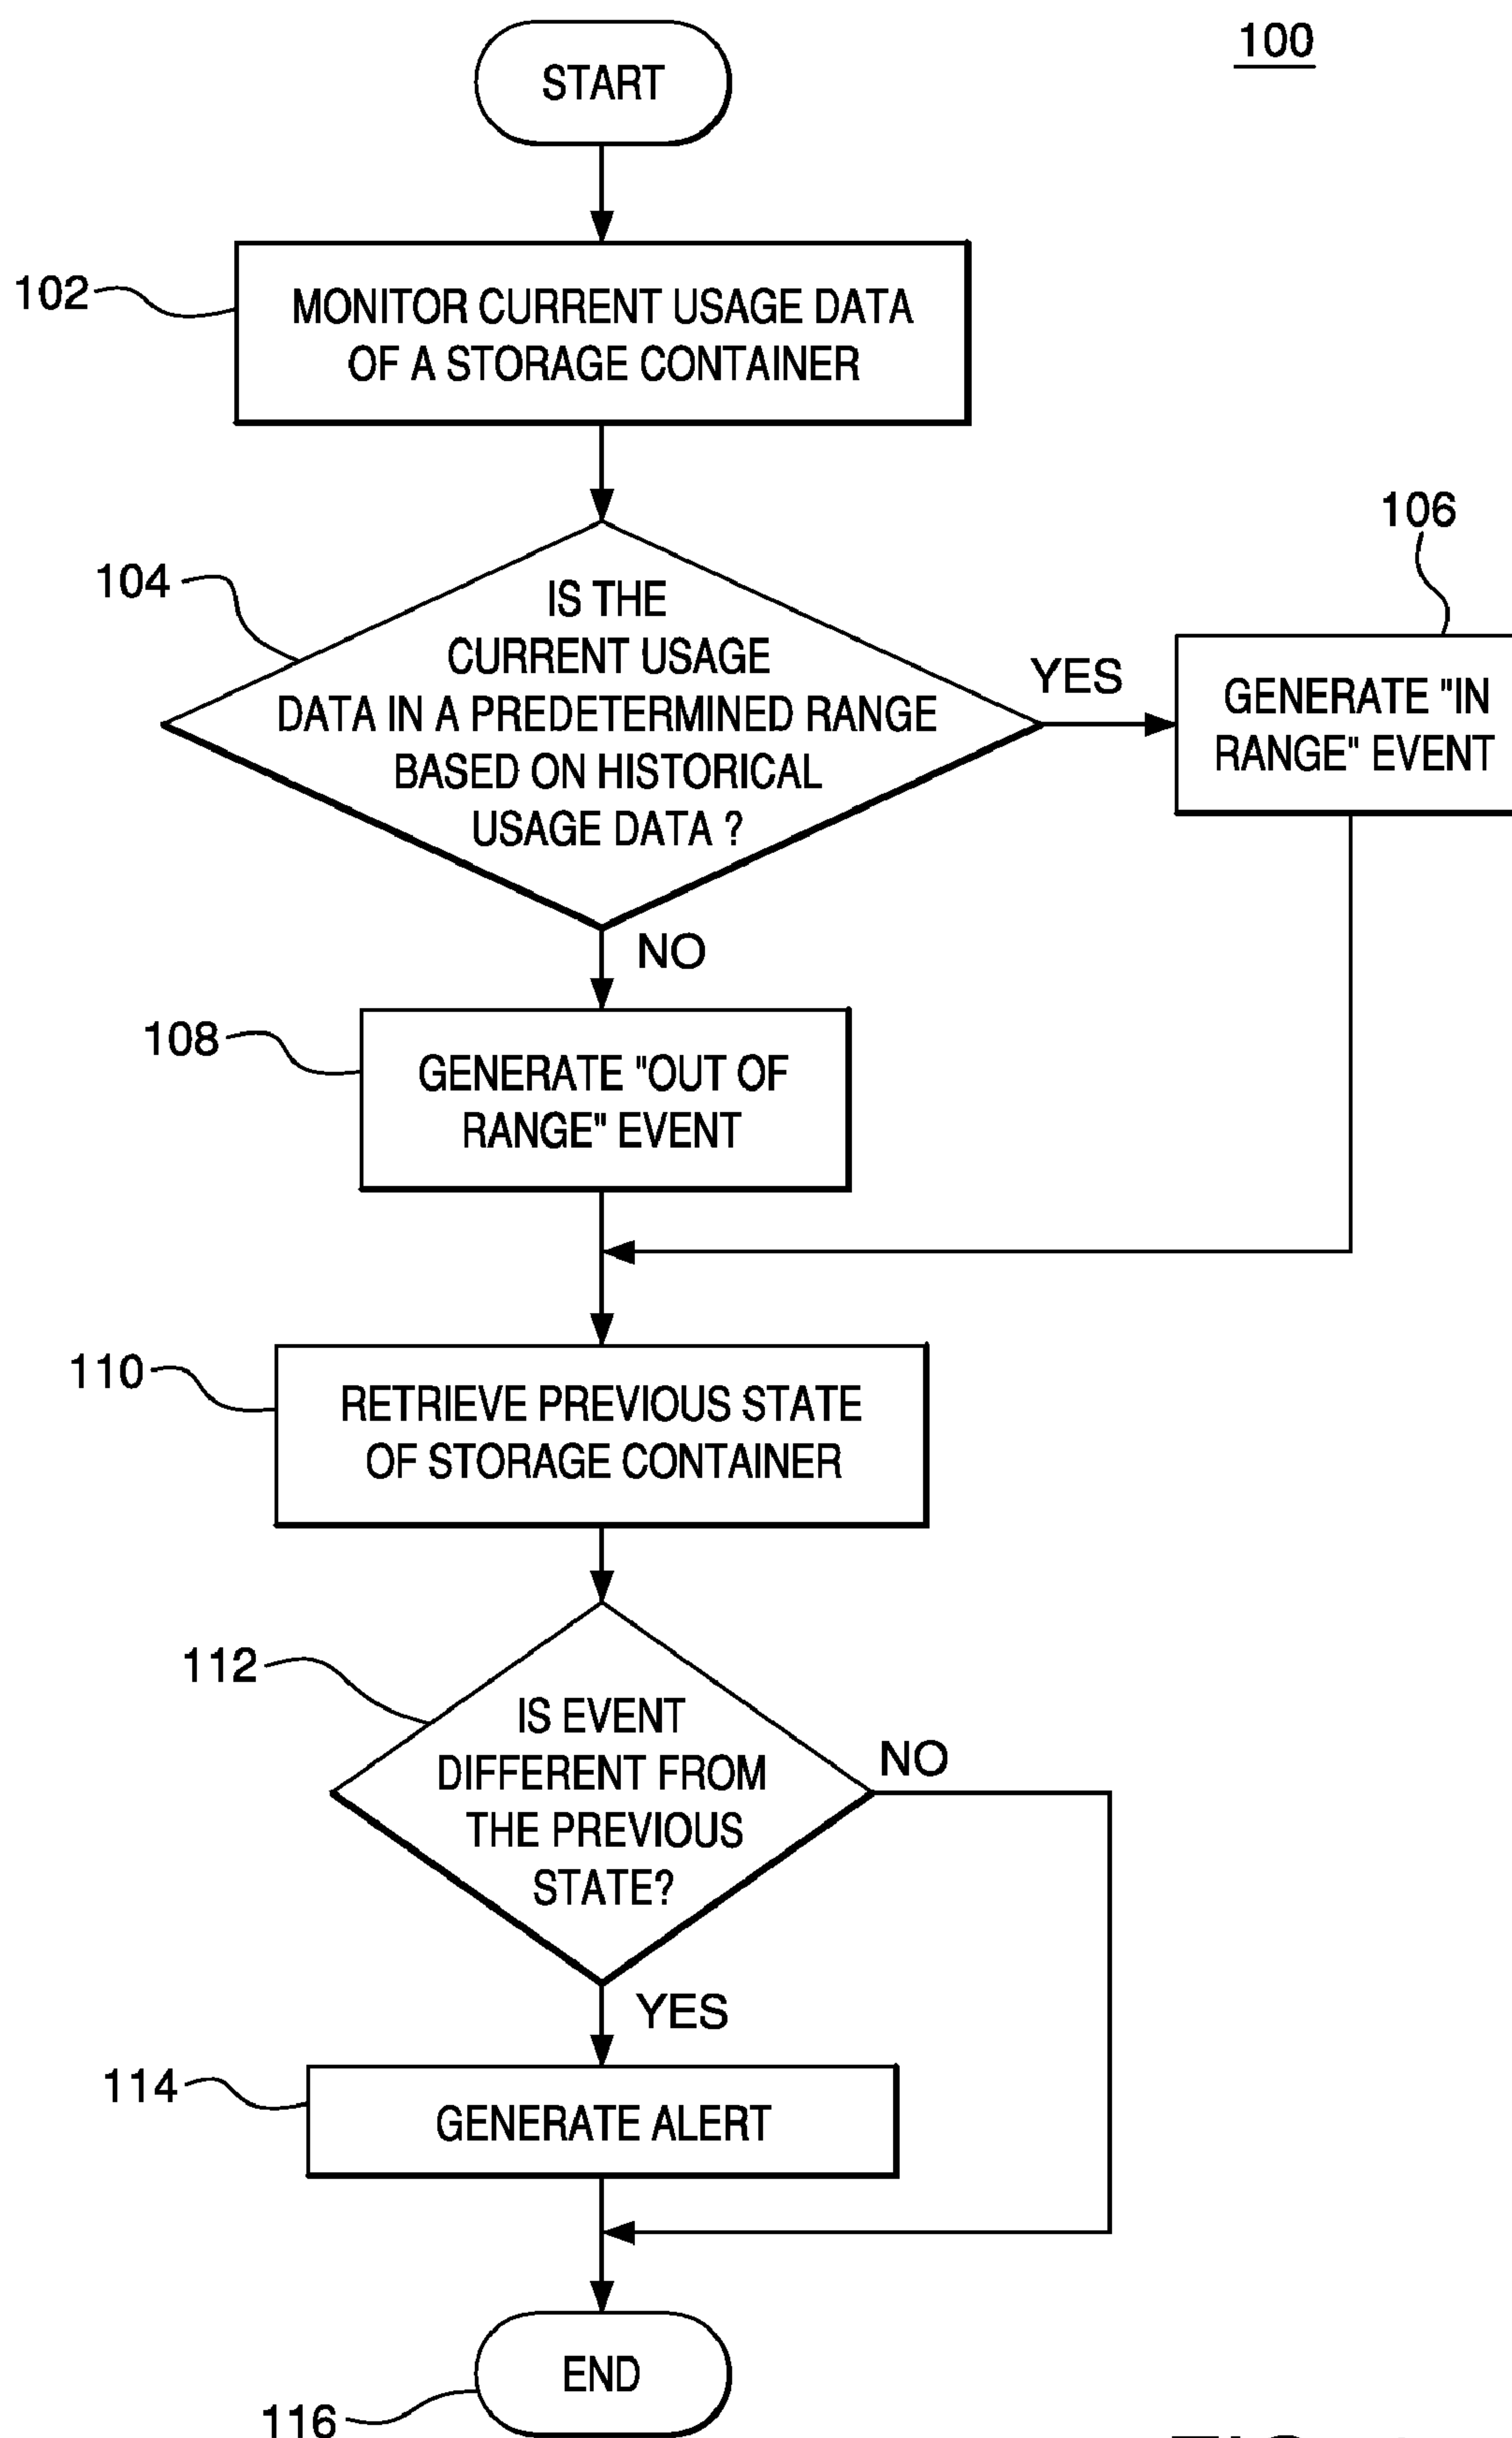 100
START
102
MONITOR CURRENT USAGE DATA
OF A STORAGE CONTAINER
104
IS THE
CURRENT USAGE
DATA IN A PREDETERMINED RANGE
BASED ON HISTORICAL
USAGE DATA ?
YES
106
GENERATE "IN
RANGE" EVENT
NO
108
GENERATE "OUT OF
RANGE" EVENT
110
RETRIEVE PREVIOUS STATE
OF STORAGE CONTAINER
112
IS EVENT
DIFFERENT FROM
THE PREVIOUS
STATE?
NO
YES
114
GENERATE ALERT
END
116